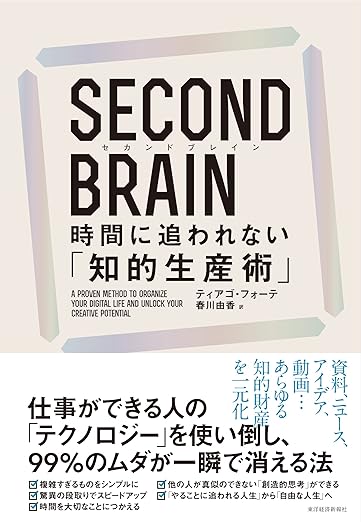 SECOND
セカンドブレイン
BRAIN
時間に追われない
「知的生産術」
A PROVEN METHOD TO ORGANIZE
YOUR DIGITAL LIFE AND UNLOCK YOUR
CREATIVE POTENTIAL
ティアゴ・フォーテ
春川由香 訳
資料、ニュース、
アイデア、
動画…
あらゆる
知的財産
を一元化
仕事ができる人の
「テクノロジー」を使い倒し、
99%のムダが一瞬で消える法
複雑すぎるものをシンプルに
驚異の段取りでスピードアップ
時間を大切なことにつかえる
他の人が真似のできない「創造的思考」ができる
「やることに追われる人生」から「自由な人生」へ
東洋経済新報社